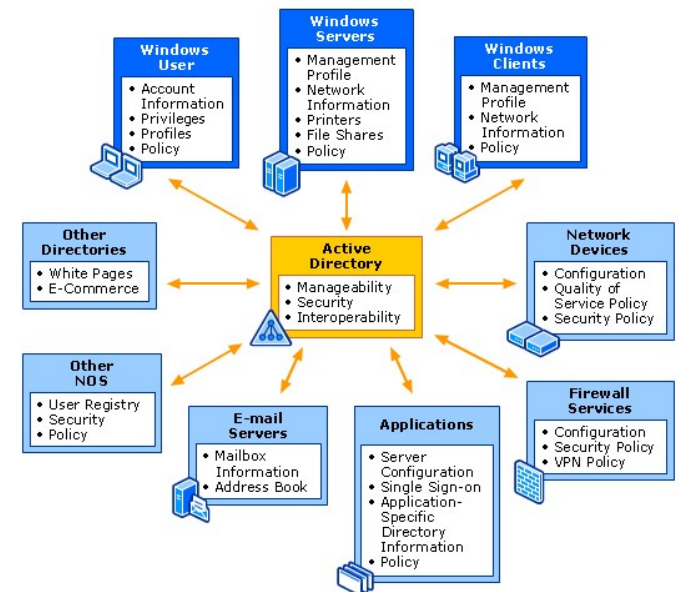 Windows
User
• Account
Information
• Privileges
• Profiles
• Policy
Windows
Servers
• Management
Profile
• Network
Information
• Printers
• File Shares
• Policy
Windows
Clients
• Management
Profile
• Network
Information
• Policy
Other
Directories
• White Pages
• E-Commerce
Active
Directory
• Manageability
• Security
• Interoperability
Network
Devices
• Configuration
• Quality of
Service Policy
• Security Policy
Other
NOS
• User Registry
• Security
• Policy
E-mail
Servers
• Mailbox
Information
• Address Book
Applications
• Server
Configuration
• Single Sign-on
• Application-
Specific
Directory
Information
• Policy
Firewall
Services
• Configuration
• Security Policy
• VPN Policy